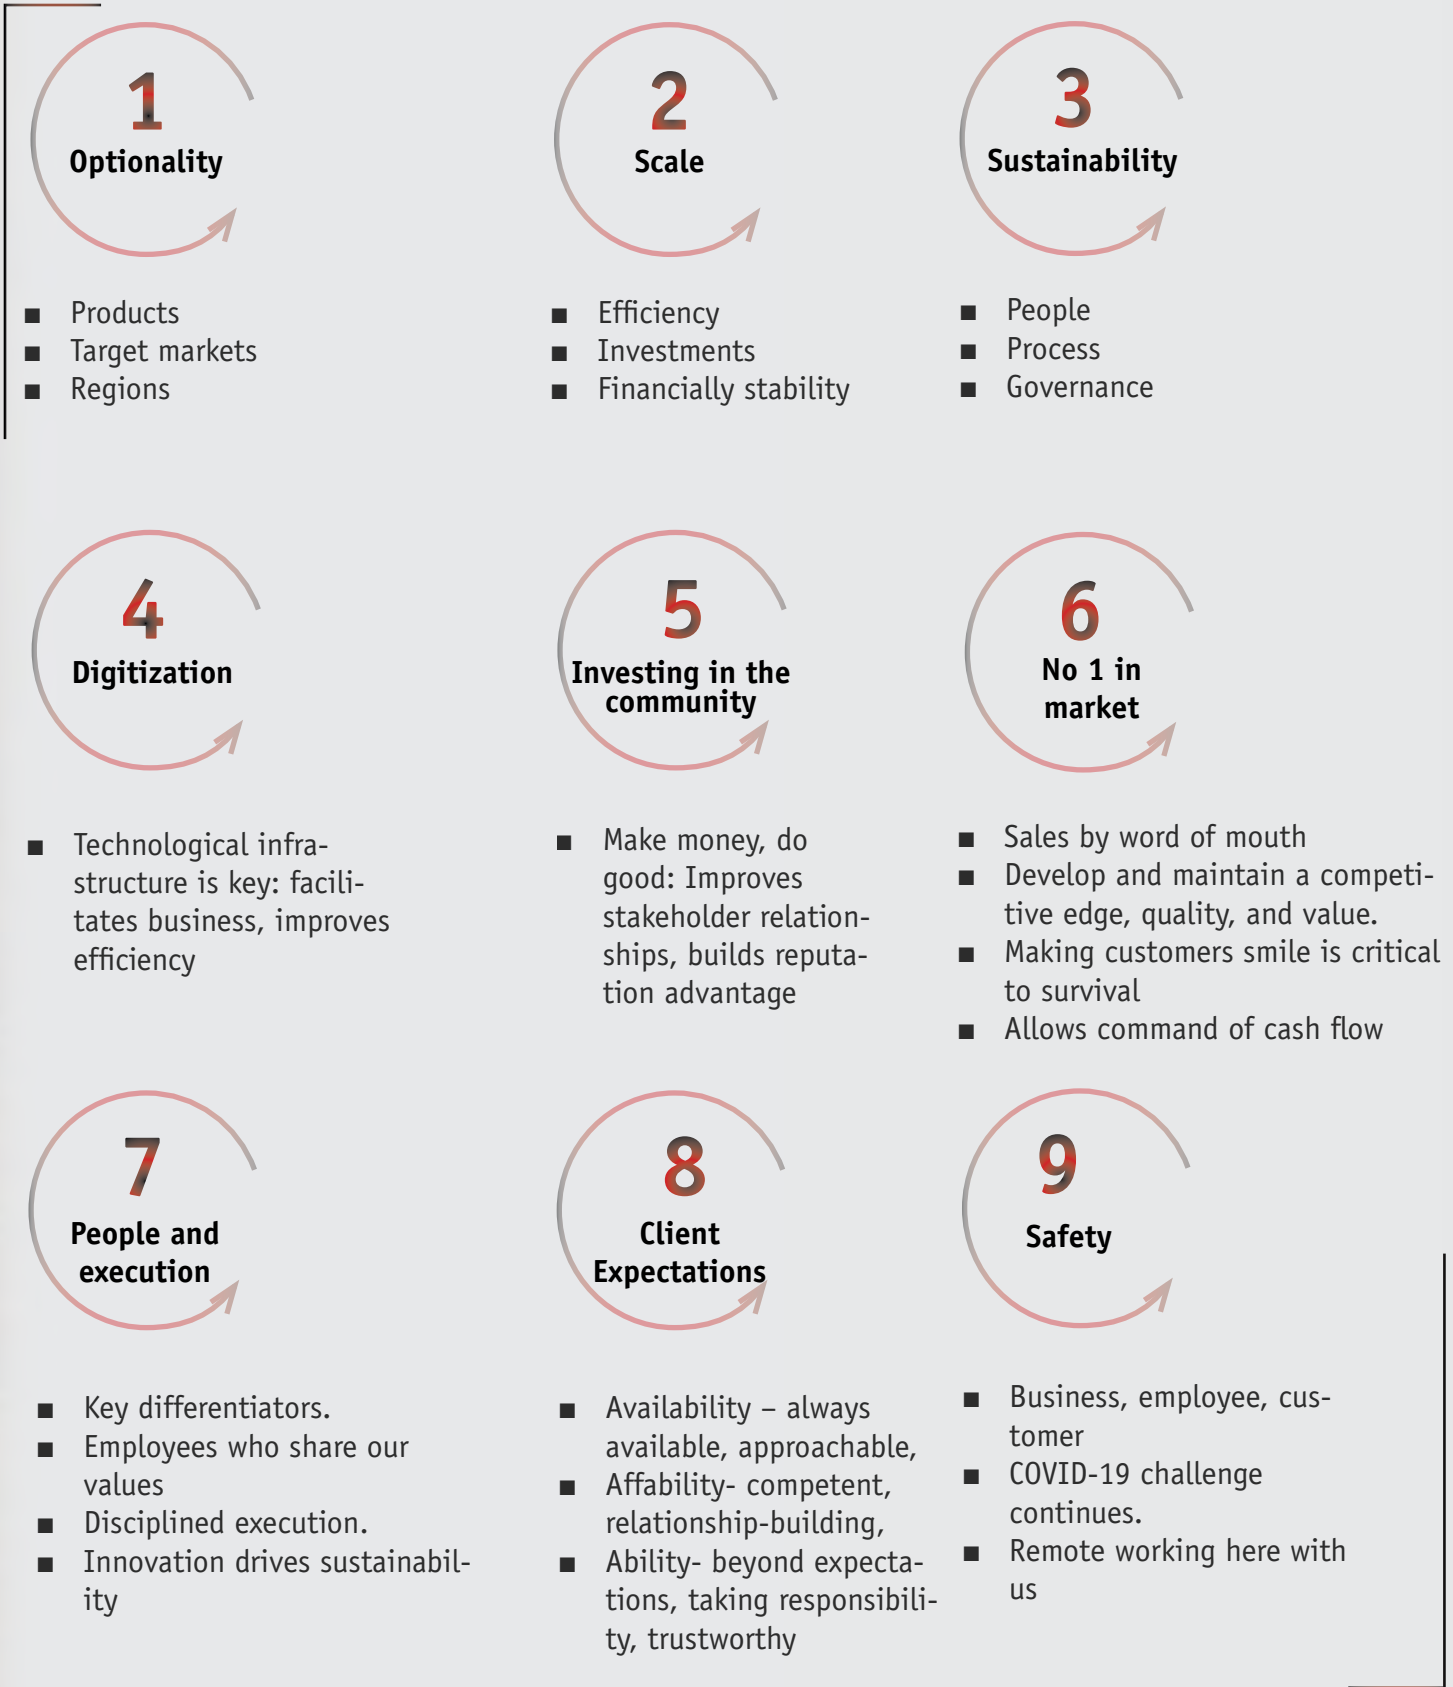 1
Optionality
■ Products
■ Target markets
■ Regions
2
Scale
■ Efficiency
■ Investments
■ Financially stability
3
Sustainability
■ People
■ Process
■ Governance
4
Digitization
■ Technological infra-
structure is key: facili-
tates business, improves
efficiency
5
Investing in the
community
■ Make money, do
good: Improves
stakeholder relation-
ships, builds reputa-
tion advantage
6
No 1 in
market
■ Sales by word of mouth
■ Develop and maintain a competi-
tive edge, quality, and value.
■ Making customers smile is critical
to survival
■ Allows command of cash flow
7
People and
execution
■ Key differentiators.
■ Employees who share our
values
■ Disciplined execution.
■ Innovation drives sustainabil-
ity
8
Client
Expectations
■ Availability – always
available, approachable,
■ Affability- competent,
relationship-building,
■ Ability- beyond expecta-
tions, taking responsibili-
ty, trustworthy
9
Safety
■ Business, employee, cus-
tomer
■ COVID-19 challenge
continues.
■ Remote working here with
us